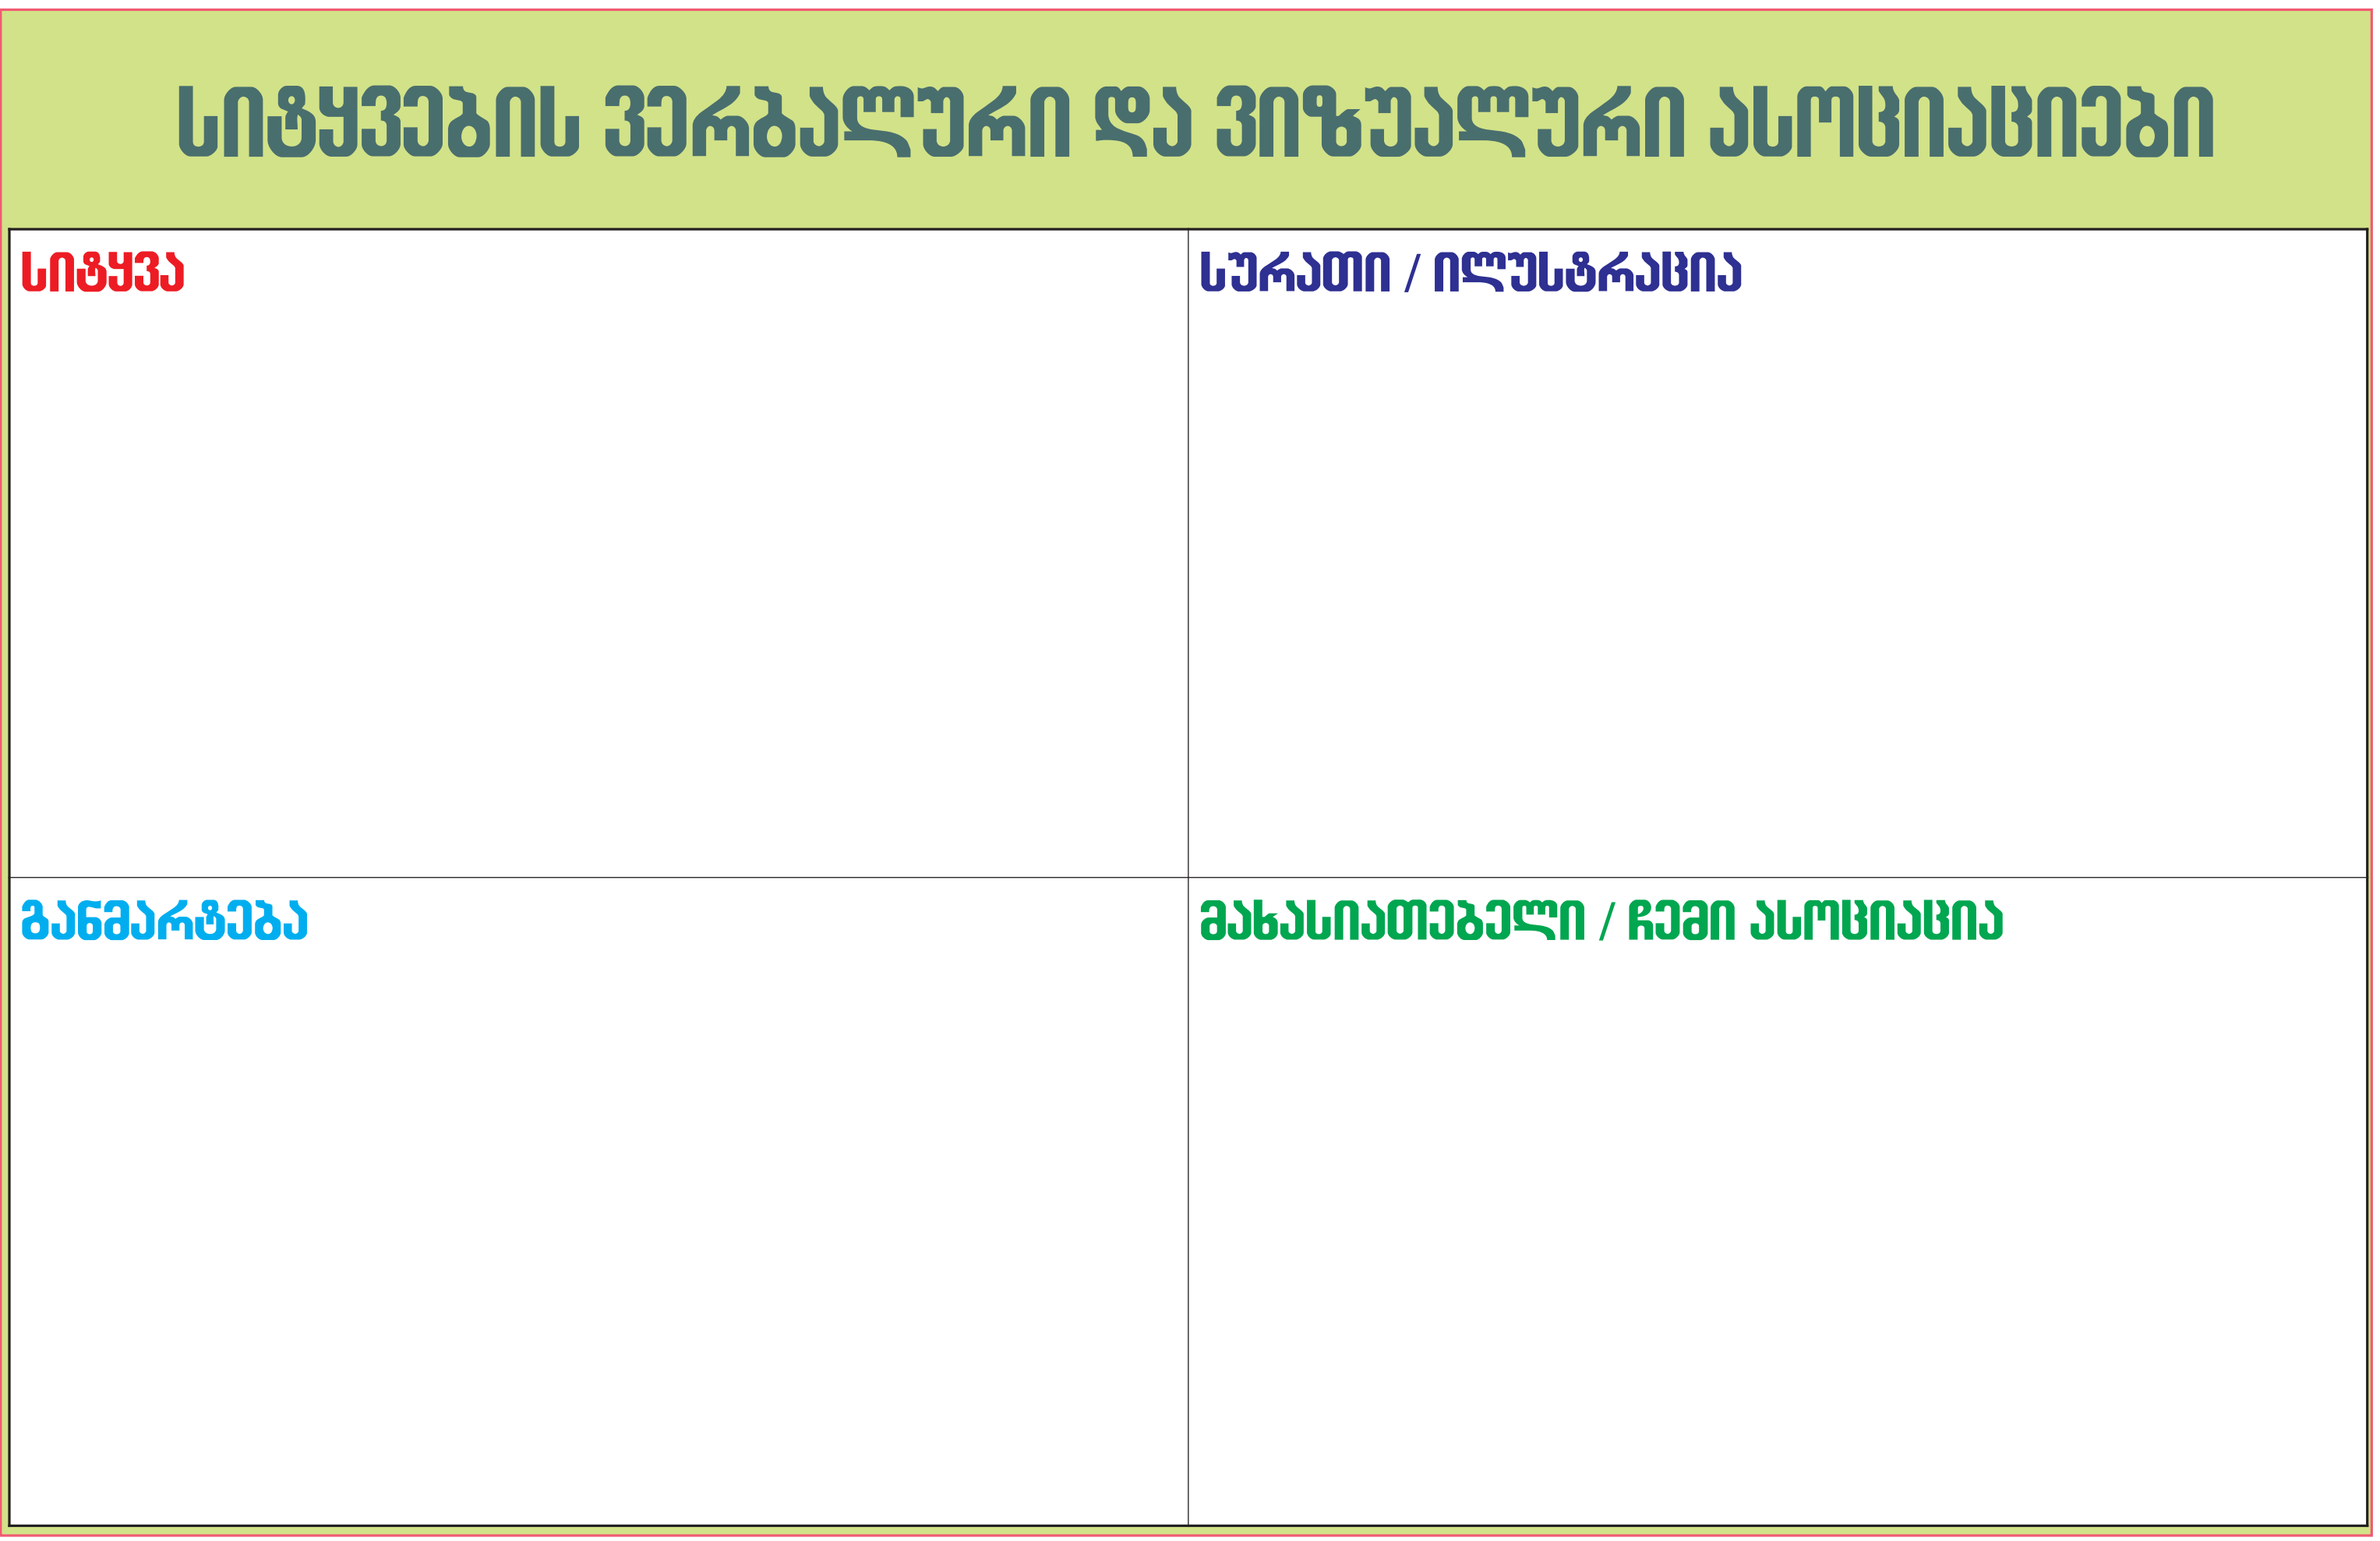 სიტყვების ვერბალური და ვიზუალური ასოციაციები
სიტყვა
სურათი / ილუსტრაცია
განმარტება
მახასიათებელი / ჩემი ასოციაცია